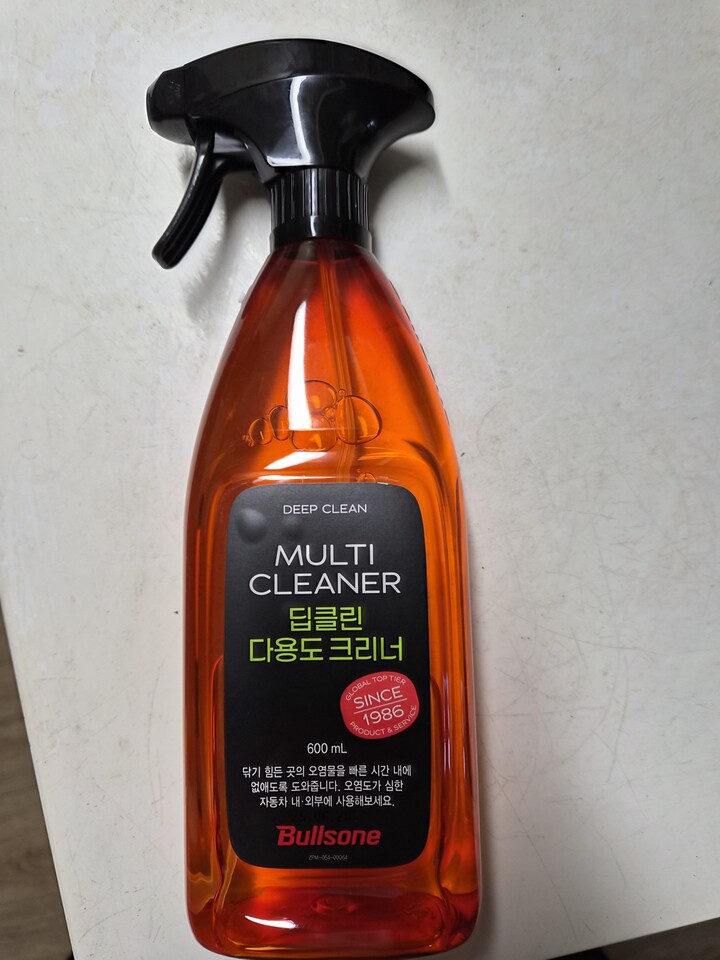 DEEP CLEAN
MULTI
CLEANER
딥클린
다용도 크리너
GLOBAL TOP TIER
SINCE
1986
PRODUCT & SERVICE
600 mL
닦기 힘든 곳의 오염물을 빠른 시간 내에
없애도록 도와줍니다. 오염도가 심한
자동차 내·외부에 사용해보세요.
Bullsone